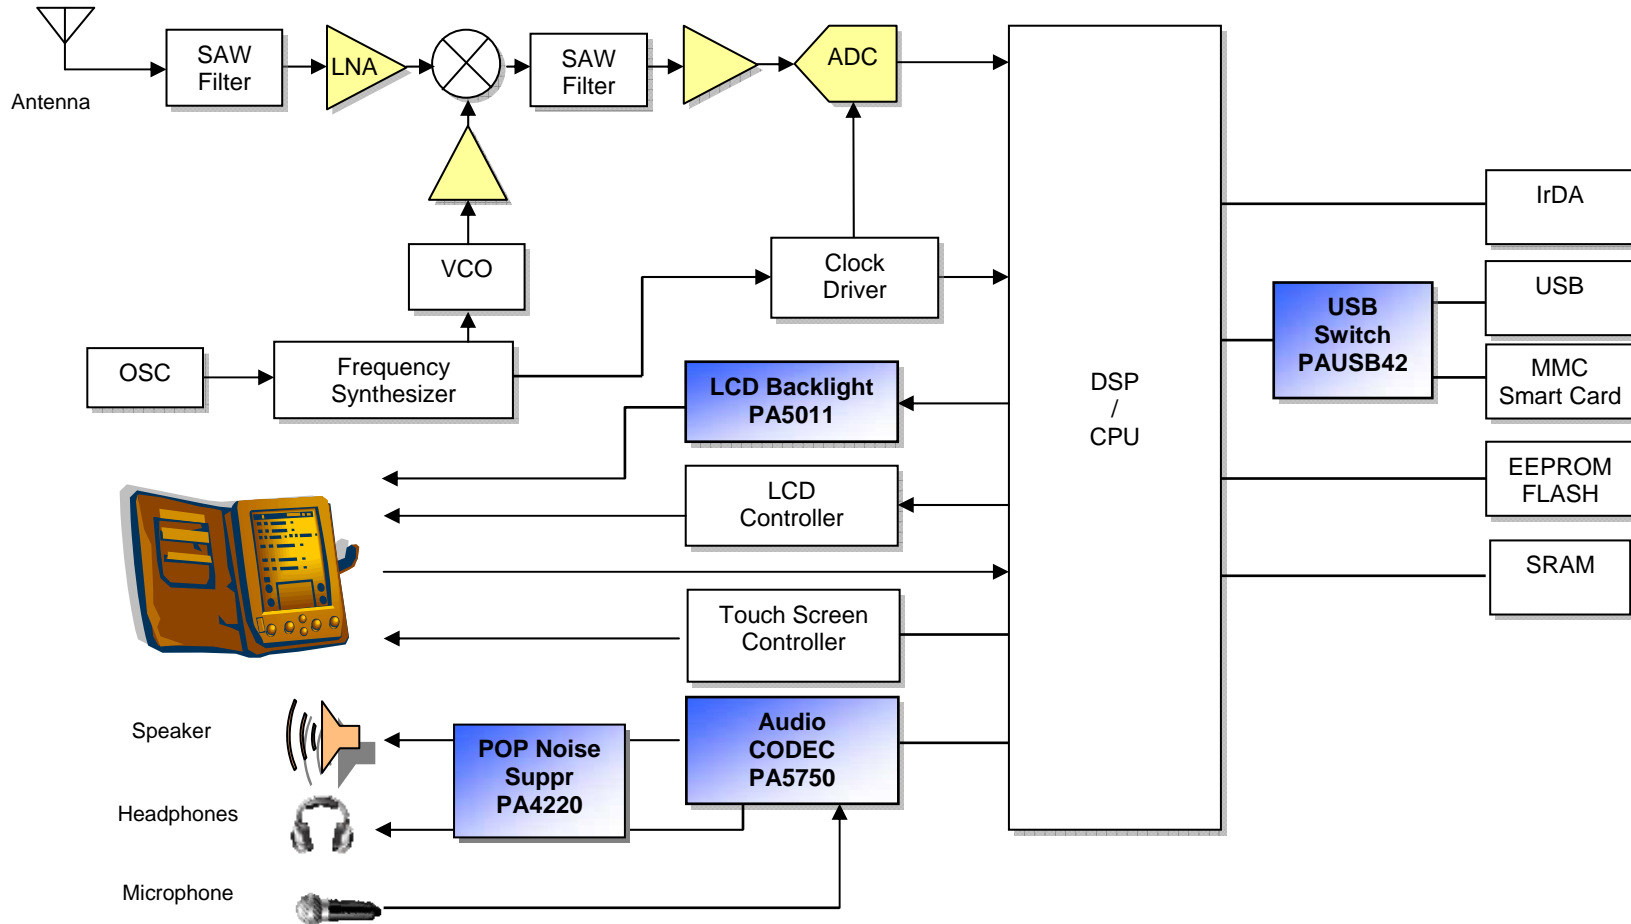 Antenna
SAW
Filter
LNA
SAW
Filter
ADC
VCO
Clock
Driver
OSC
Frequency
Synthesizer
LCD Backlight
PA5011
LCD
Controller
Touch Screen
Controller
Audio
CODEC
PA5750
POP Noise
Suppr
PA4220
Speaker
Headphones
Microphone
DSP
/
CPU
IrDA
USB
Switch
PAUSB42
USB
MMC
Smart Card
EEPROM
FLASH
SRAM